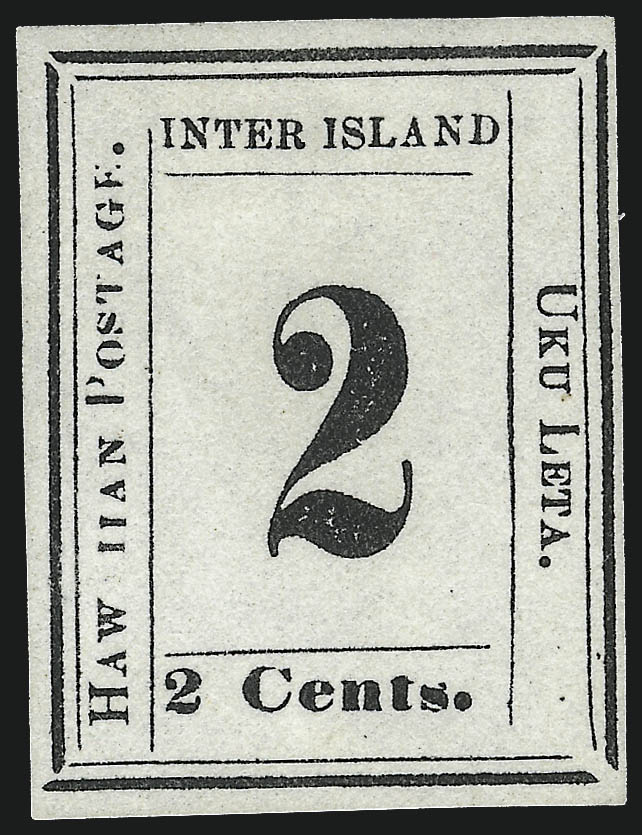 INTER ISLAND
HAW IIAN POSTAGE.
2
UKU LETA.
2 Cents.